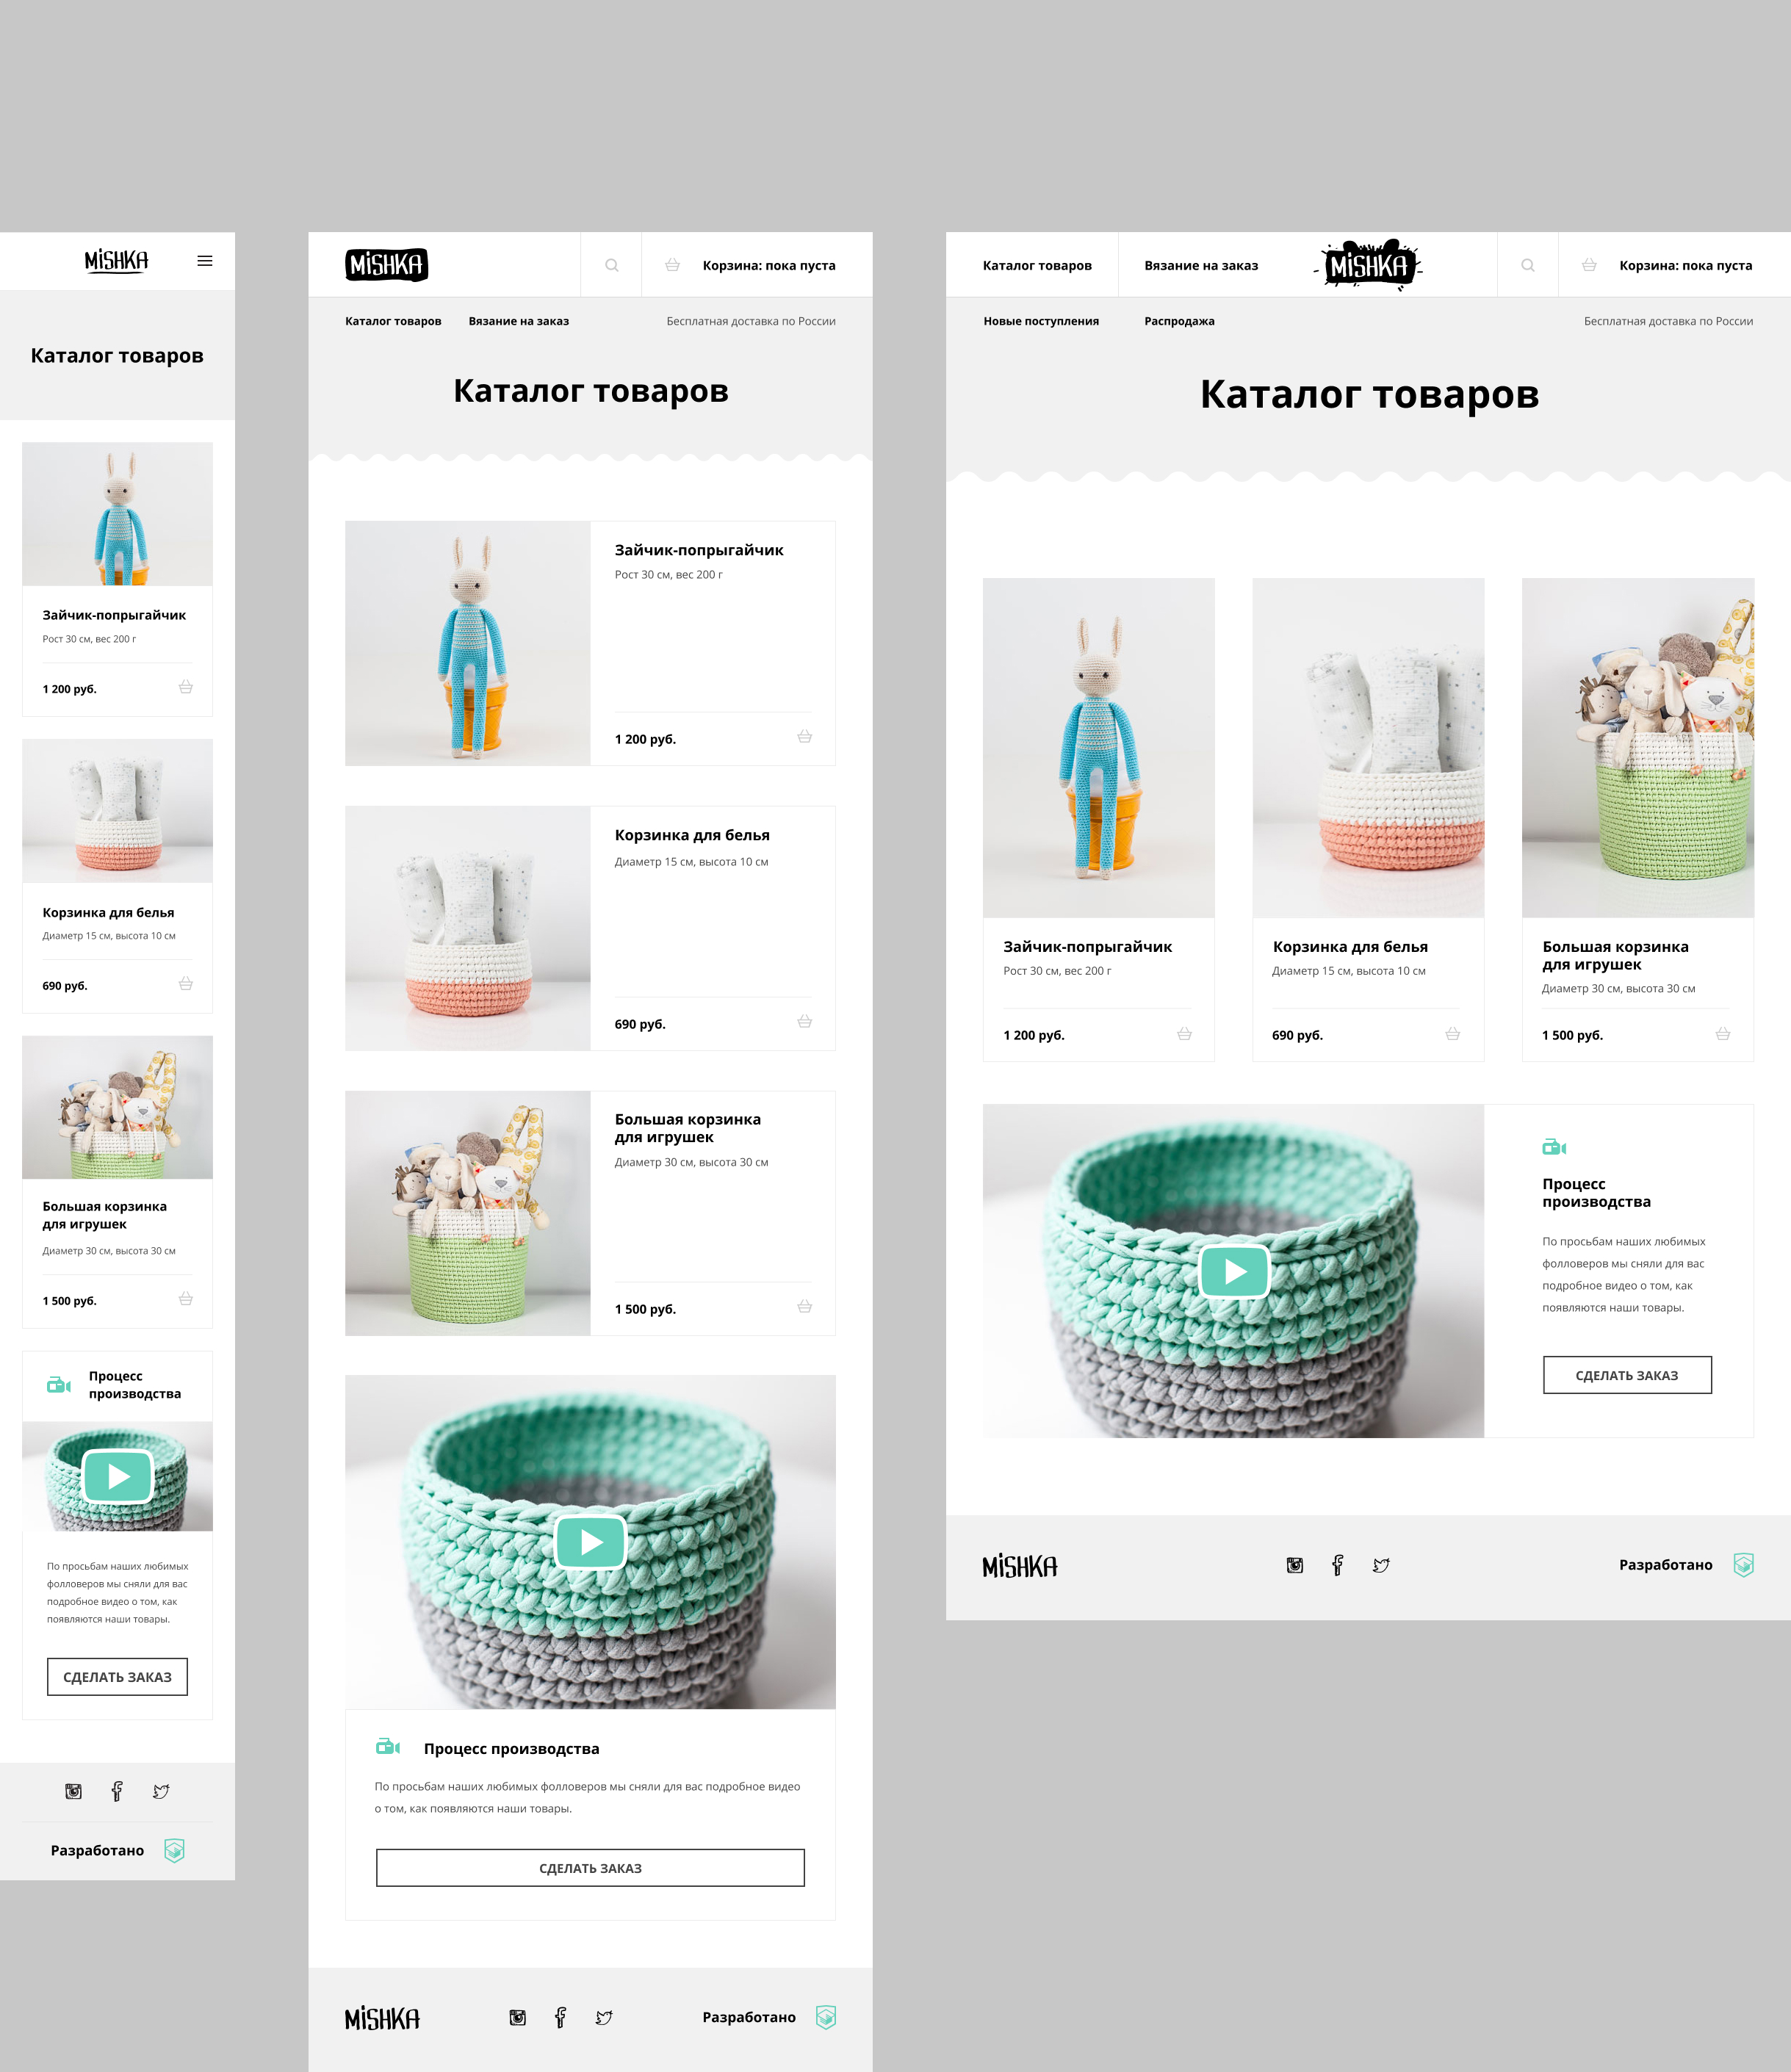 MiSHKA
Каталог товаров
Зайчик-попрыгайчик
Рост 30 см, вес 200 г
1 200 руб.
Корзинка для белья
Диаметр 15 см, высота 10 см
690 руб.
Большая корзинка
для игрушек
Диаметр 30 см, высота 30 см
1 500 руб.
Процесс
производства
По просьбам наших любимых
фолловеров мы сняли для вас
подробное видео о том, как
появляются наши товары.
СДЕЛАТЬ ЗАКАЗ
Разработано
MiSHKA
Корзина: пока пуста
Каталог товаров
Вязание на заказ
Бесплатная доставка по России
Каталог товаров
Зайчик-попрыгайчик
Рост 30 см, вес 200 г
1 200 руб.
Корзинка для белья
Диаметр 15 см, высота 10 см
690 руб.
Большая корзинка
для игрушек
Диаметр 30 см, высота 30 см
1 500 руб.
Процесс производства
По просьбам наших любимых фолловеров мы сняли для вас подробное видео
о том, как появляются наши товары.
СДЕЛАТЬ ЗАКАЗ
MiSHKA
Разработано
Каталог товаров
Вязание на заказ
MiSHKA
Корзина: пока пуста
Новые поступления
Распродажа
Бесплатная доставка по России
Каталог товаров
Зайчик-попрыгайчик
Рост 30 см, вес 200 г
1 200 руб.
Корзинка для белья
Диаметр 15 см, высота 10 см
690 руб.
Большая корзинка
для игрушек
Диаметр 30 см, высота 30 см
1 500 руб.
Процесс
производства
По просьбам наших любимых
фолловеров мы сняли для вас
подробное видео о том, как
появляются наши товары.
СДЕЛАТЬ ЗАКАЗ
MiSHKA
Разработано